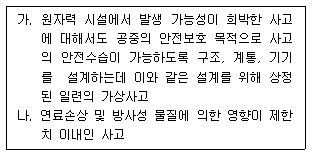 가. 원자력 시설에서 발생 가능성이 희박한 사고
에 대해서도 공중의 안전보호 목적으로 사고
의 안전수습이 가능하도록 구조, 계통, 기기
를 설계하는데 이와 같은 설계를 위해 상정
된 일련의 가상사고
나. 연료손상 및 방사성 물질에 의한 영향이 제한
치 이내인 사고